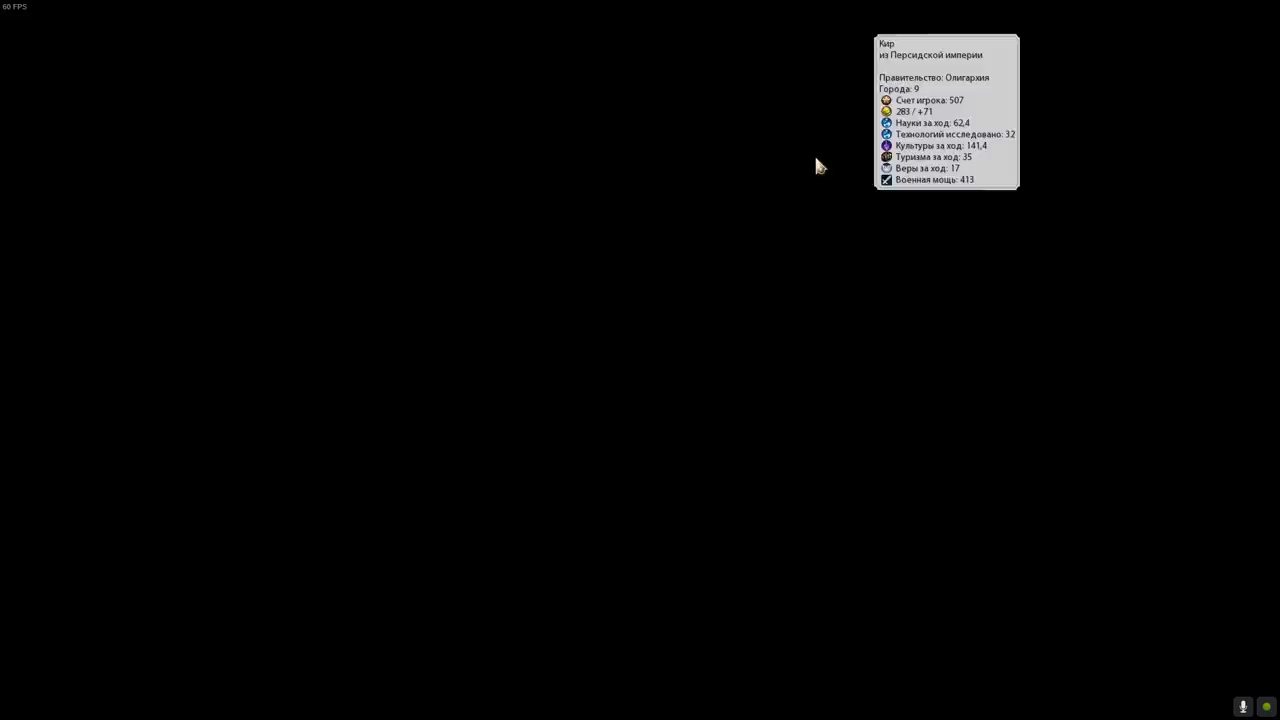 60 FPS
Кир
из Персидской империи
Правительство: Олигархия
Города: 9
Счет игрока: 507
283 / +71
Науки за ход: 62,4
Технологий исследовано: 32
Культуры за ход: 141,4
Туризма за ход: 35
Веры за ход: 17
Военная мощь: 413